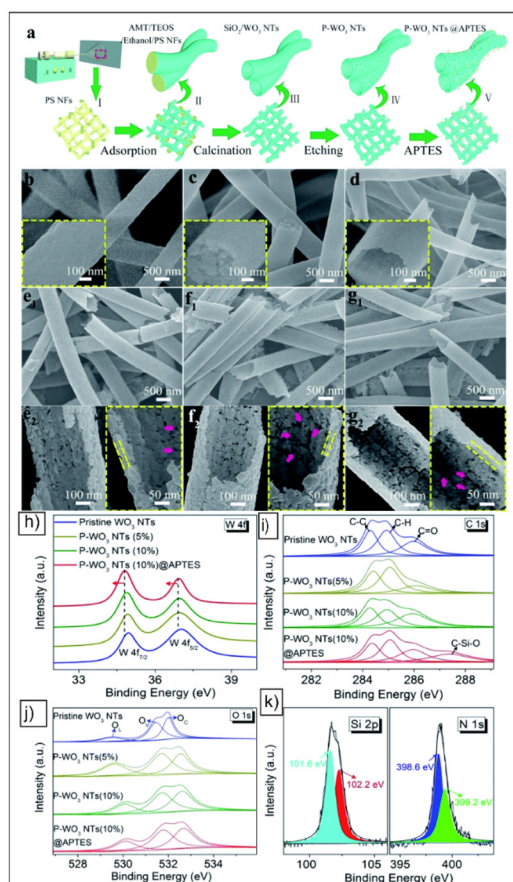 a
AMT/TEOS
/Ethanol/PS NFs
SiO₂/WO₃ NTs
P-WO₃ NTs
P-WO₃ NTs @APTES
PS NFs
I
II
III
IV
V
Adsorption
Calcination
Etching
APTES
b
c
d
100 nm
500 nm
100 nm
500 nm
100 nm
500 nm
e₁
f₁
g₁
500 nm
500 nm
500 nm
e₂
f₂
g₂
100 nm
50 nm
100 nm
50 nm
100 nm
50 nm
h)
W 4f
Pristine WO₃ NTs
P-WO₃ NTs (5%)
P-WO₃ NTs (10%)
P-WO₃ NTs (10%)@APTES
W 4f₇/₂
W 4f₅/₂
Intensity (a.u.)
33
36
39
Binding Energy (eV)
i)
C 1s
C-C
C-H
C=O
Pristine WO₃ NTs
P-WO₃ NTs(5%)
P-WO₃ NTs(10%)
P-WO₃ NTs(10%)
@APTES
C-Si-O
Intensity (a.u.)
282
284
286
288
Binding Energy (eV)
j)
O 1s
Pristine WO₃ NTs
O_L
O_C
P-WO₃ NTs(5%)
P-WO₃ NTs(10%)
P-WO₃ NTs(10%)
@APTES
Intensity (a.u.)
526
528
530
532
534
Binding Energy (eV)
k)
Si 2p
N 1s
101.6 eV
102.2 eV
398.6 eV
399.2 eV
Intensity (a.u.)
100
105
395
400
Binding Energy (eV)